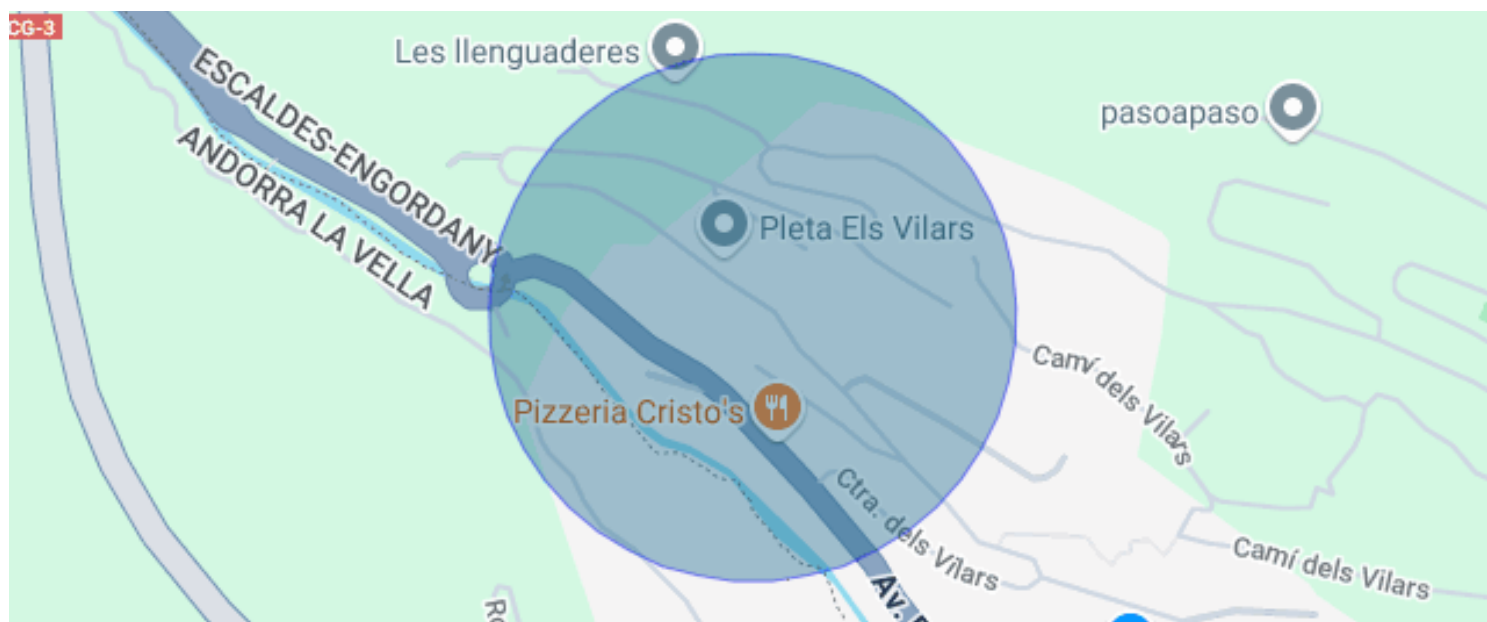 CG-3
Les llenguaderes
ESCALDES-ENGORDANY
ANDORRA LA VELLA
pasoapaso
Pleta Els Vilars
Camí dels Vilars
Pizzeria Cristo's
Ctra. dels Vilars
Camí dels Vilars
Av.